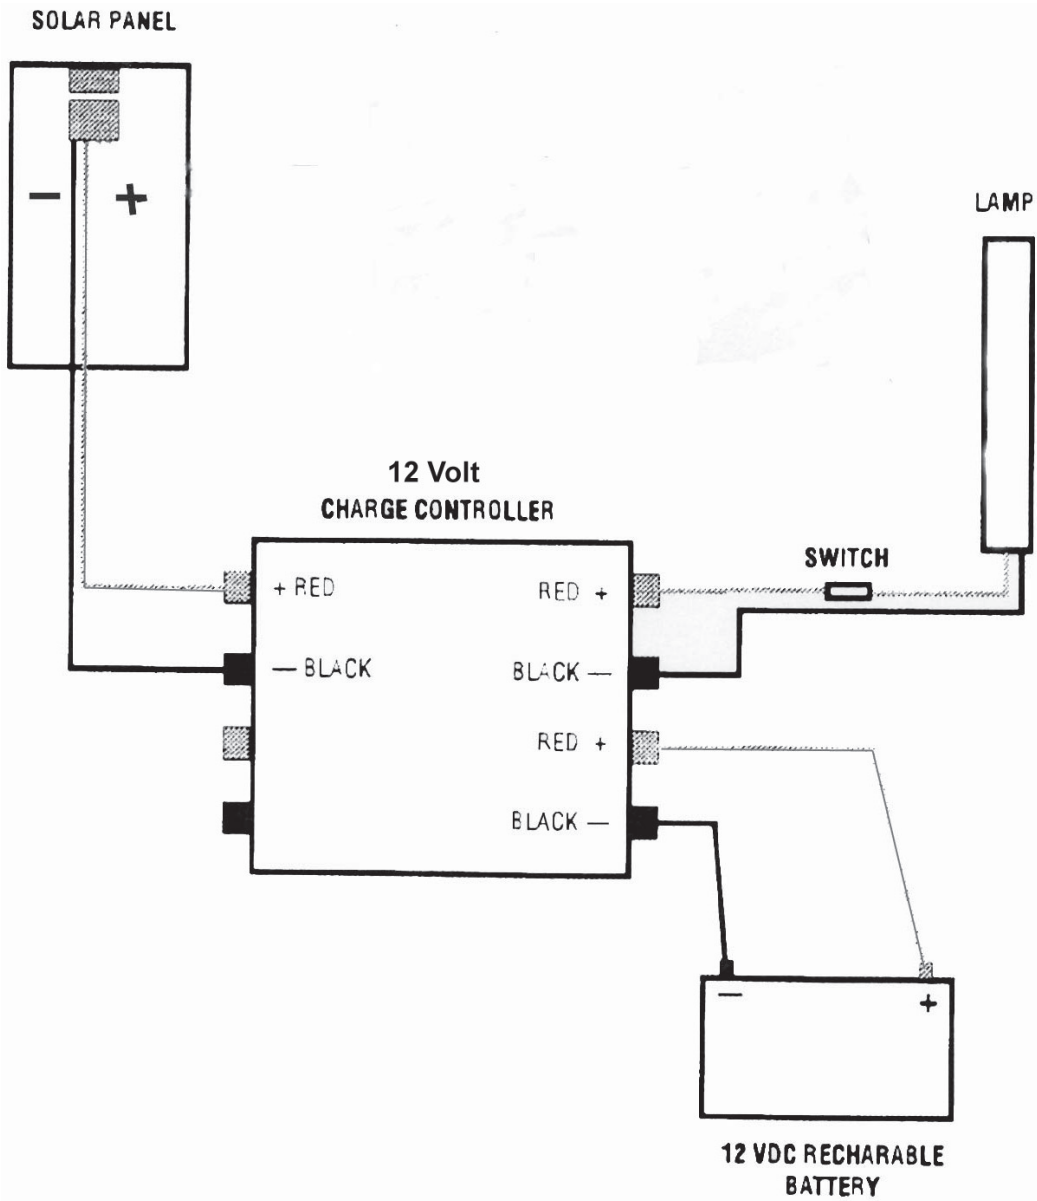 SOLAR PANEL
— +
LAMP
12 Volt
CHARGE CONTROLLER
SWITCH
+ RED
RED +
— BLACK
BLACK —
RED +
BLACK —
— +
12 VDC RECHARABLE
BATTERY